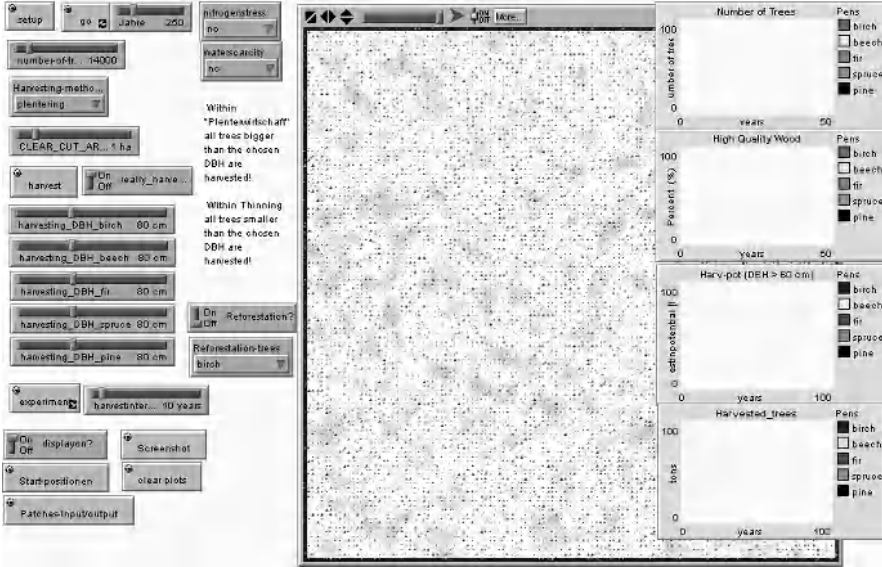 setup
go
Jahre 250
nitrogenstress
no
number-of-tr... 14000
waterscarcity
no
Harvesting-metho...
plentering
CLEAR_CUT_AR... 1 ha
harvest
On
Off
really_harve...
Within
"Plenterwirtschaft"
all trees bigger
than the chosen
DBH are
harvested!
Within Thinning
all trees smaller
than the chosen
DBH are
harvested!
harvesting_DBH_birch 80 cm
harvesting_DBH_beech 80 cm
harvesting_DBH_fir 80 cm
harvesting_DBH_spruce 80 cm
harvesting_DBH_pine 80 cm
On
Off
Reforestation?
Reforestation-trees
birch
experiment
harvestinter... 10 years
On
Off
displayen?
Screenshot
Start-positionen
clear plots
Patches-input/output
ON
OFF
More...
Number of Trees
Pens
100
umber of tree
0
years
50
birch
beech
fir
spruce
pine
High Quality Wood
Pens
100
Percent (%)
0
years
50
birch
beech
fir
spruce
pine
Harv-pot (DBH > 60 cm)
Pens
100
estinpotential
0
years
100
birch
beech
fir
spruce
pine
Harvested_trees
Pens
100
tons
0
years
100
birch
beech
fir
spruce
pine